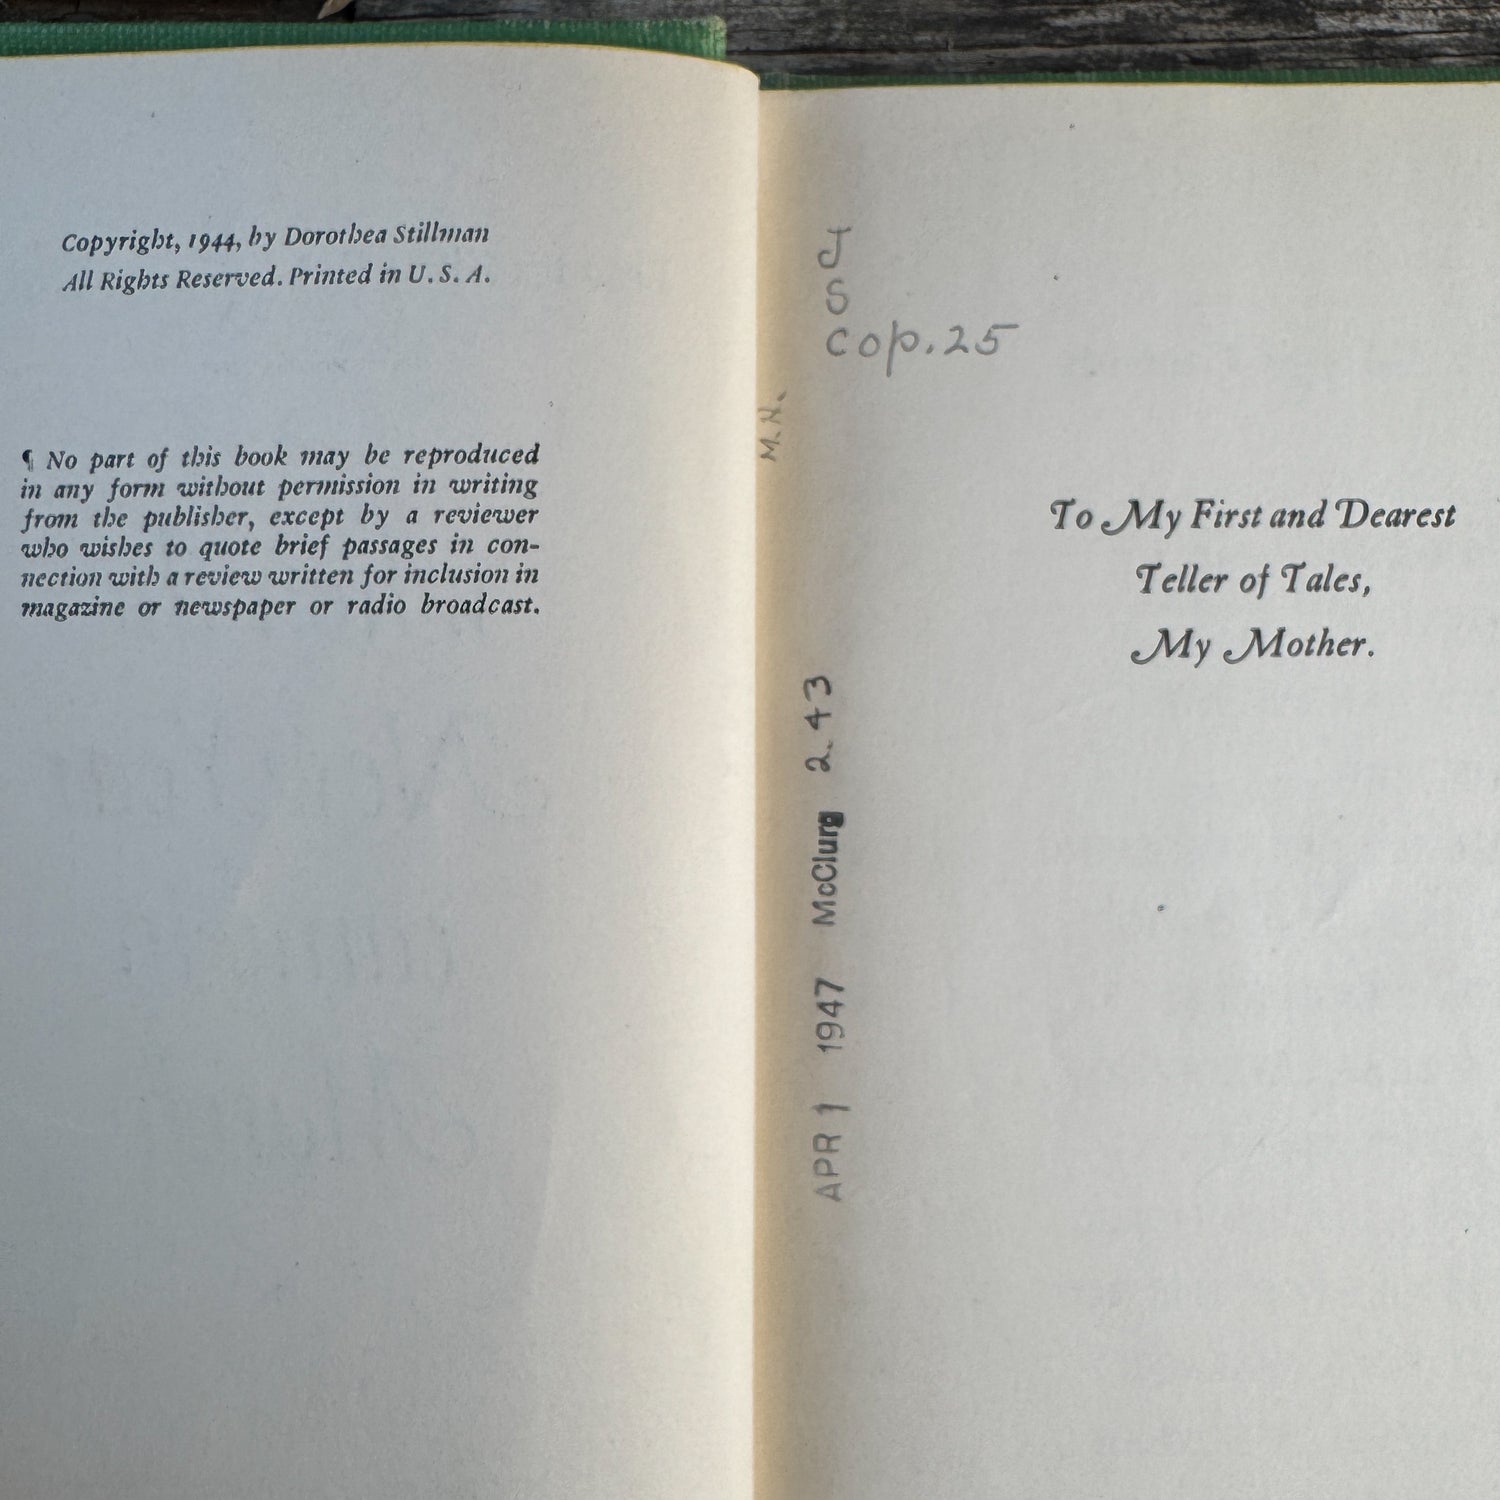 Copyright, 1944, by Dorothea Stillman
All Rights Reserved. Printed in U. S. A.
¶ No part of this book may be reproduced
in any form without permission in writing
from the publisher, except by a reviewer
who wishes to quote brief passages in con-
nection with a review written for inclusion in
magazine or newspaper or radio broadcast.
J
S
Cop. 25
M.H.
APR 1 1947 McClurg 2.43
To My First and Dearest
Teller of Tales,
My Mother.